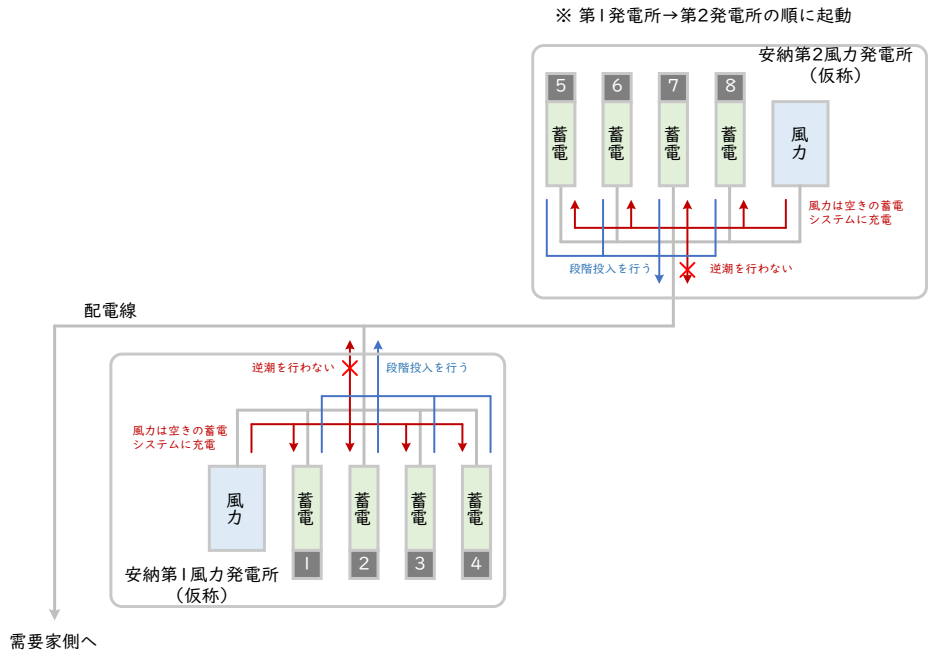 ※ 第1発電所→第2発電所の順に起動
安納第2風力発電所
（仮称）
5
6
7
8
蓄電
蓄電
蓄電
蓄電
風力
風力は空きの蓄電
システムに充電
段階投入を行う
逆潮を行わない
配電線
逆潮を行わない
段階投入を行う
風力は空きの蓄電
システムに充電
風力
蓄電
蓄電
蓄電
蓄電
1
2
3
4
安納第1風力発電所
（仮称）
需要家側へ